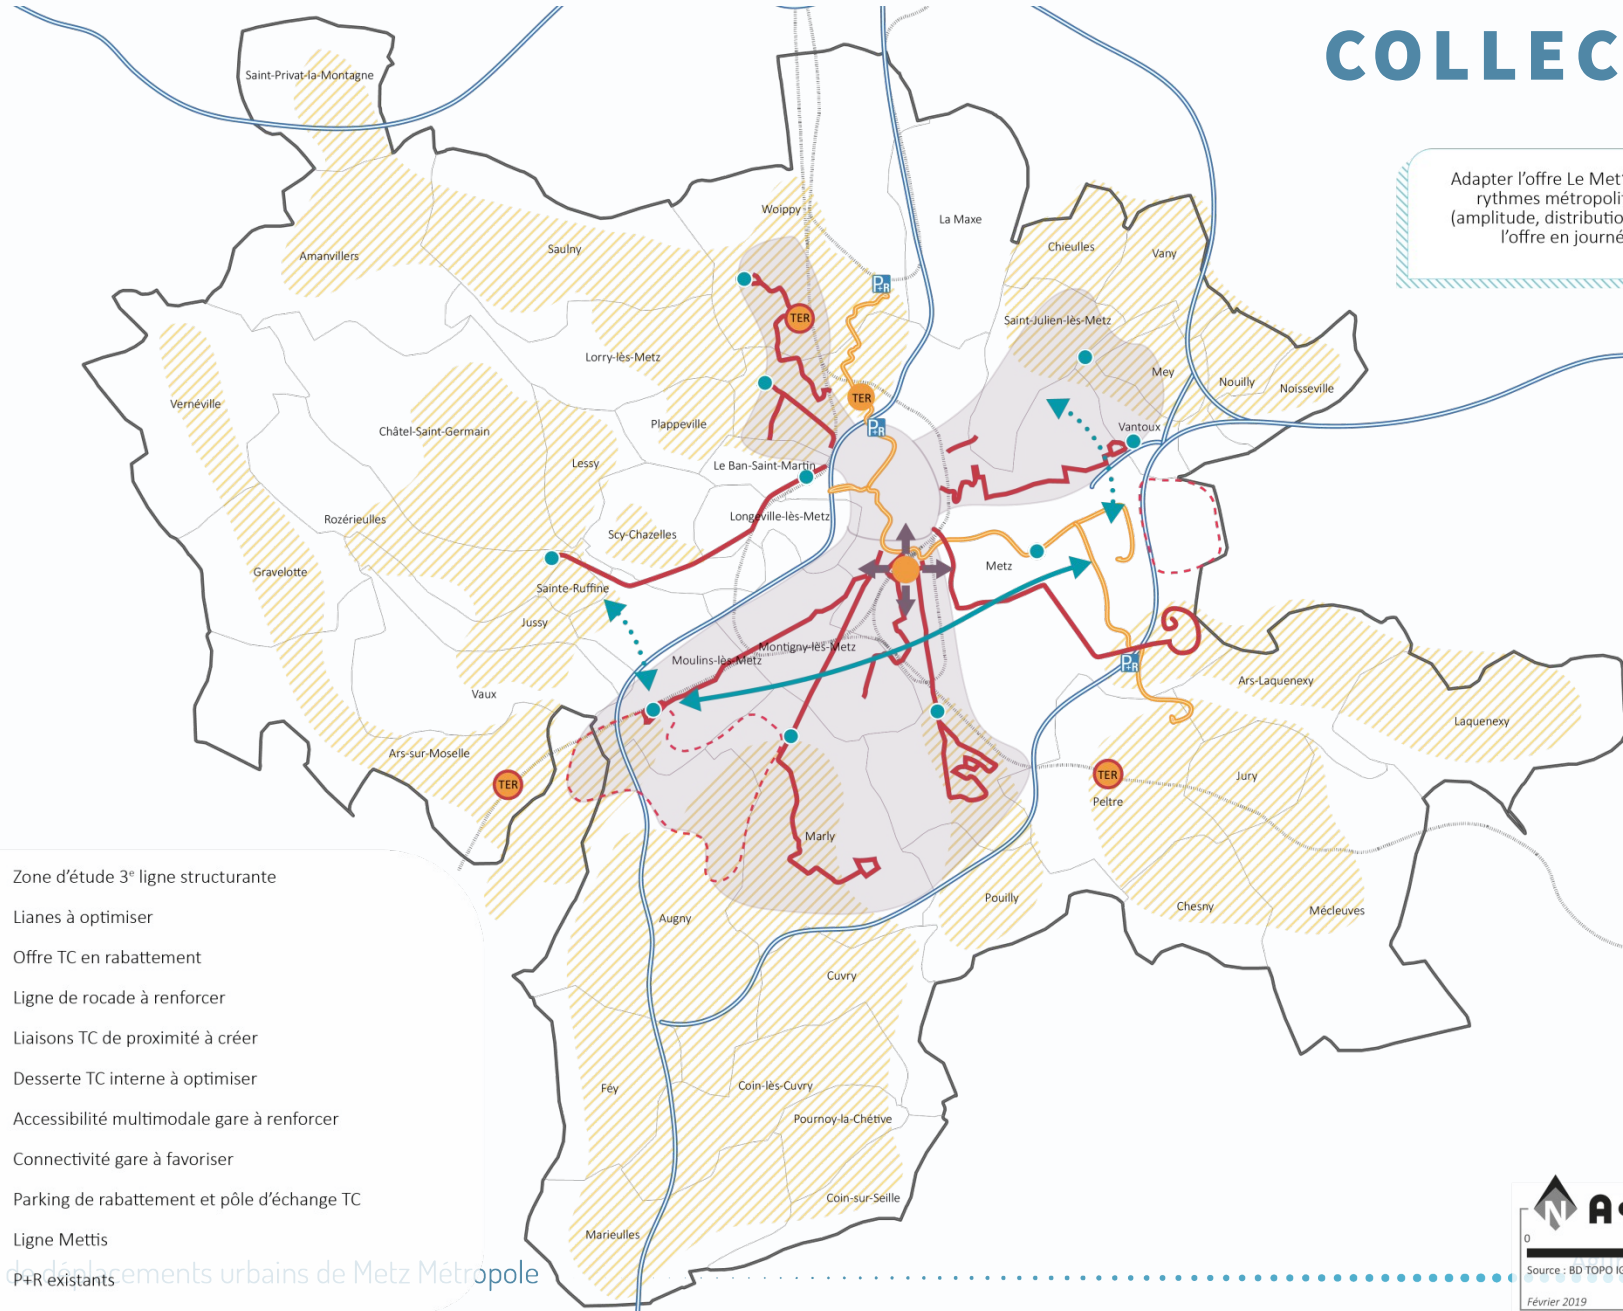 COLLEC
Saint-Privat-la-Montagne
Adapter l'offre Le Met
rythmes métropoli
(amplitude, distributio
l'offre en journé
Woippy
La Maxe
Amanvillers
Saulny
Chieulles
Vany
P+R
TER
Saint-Julien-lès-Metz
Lorry-lès-Metz
Mey
Nouilly
Noisseville
Vernéville
TER
Châtel-Saint-Germain
Plappeville
P+R
Vantoux
Lessy
Le Ban-Saint-Martin
Rozérieulles
Longeville-lès-Metz
Scy-Chazelles
Gravelotte
Metz
Sainte-Ruffine
Jussy
Montigny-lès-Metz
Moulins-lès-Metz
P+R
Vaux
Ars-Laquenexy
Laquenexy
Ars-sur-Moselle
TER
TER
Jury
Peltre
Marly
Pouilly
Chesny
Mécleuves
Augny
Cuvry
Féy
Coin-lès-Cuvry
Pournoy-la-Chétive
Coin-sur-Seille
Marieulles
Zone d'étude 3e ligne structurante
Lianes à optimiser
Offre TC en rabattement
Ligne de rocade à renforcer
Liaisons TC de proximité à créer
Desserte TC interne à optimiser
Accessibilité multimodale gare à renforcer
Connectivité gare à favoriser
Parking de rabattement et pôle d'échange TC
Ligne Mettis
P+R existants
de déplacements urbains de Metz Métropole
N
A
0
Source : BD TOPO IG
Février 2019